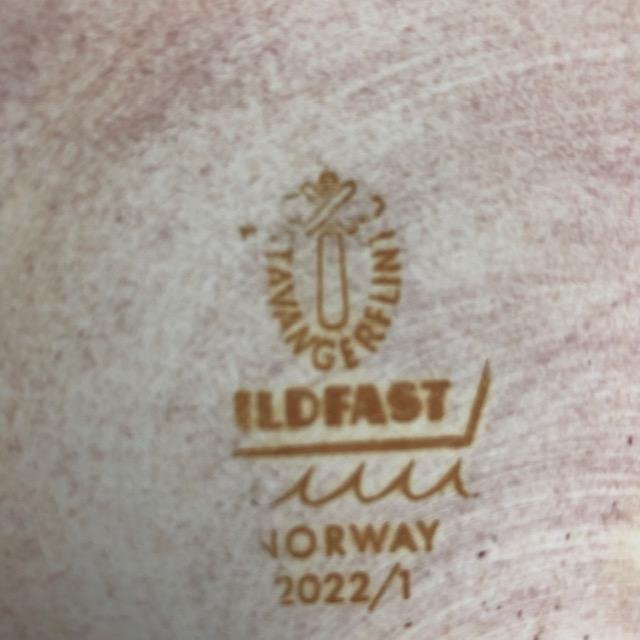 STAVANGERFLINT
ILDFAST
NORWAY
2022/1